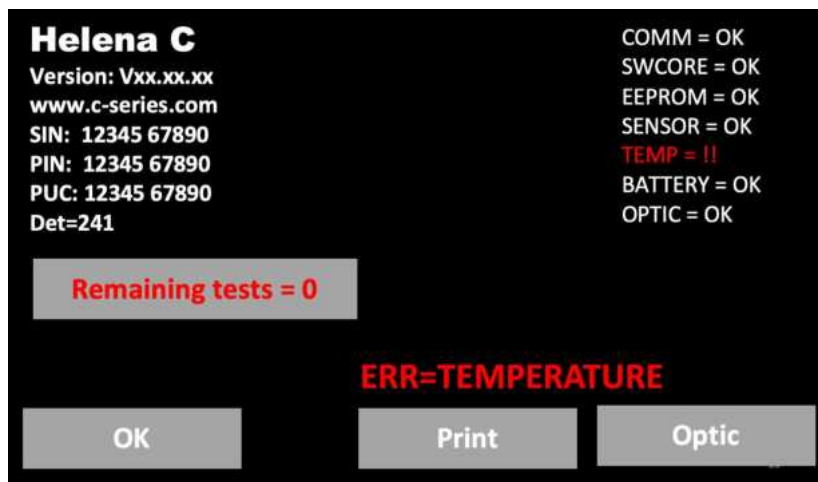 Helena C
Version: Vxx.xx.xx
www.c-series.com
SIN: 12345 67890
PIN: 12345 67890
PUC: 12345 67890
Det=241
COMM = OK
SWCORE = OK
EEPROM = OK
SENSOR = OK
TEMP = !!
BATTERY = OK
OPTIC = OK
Remaining tests = 0
ERR=TEMPERATURE
OK
Print
Optic